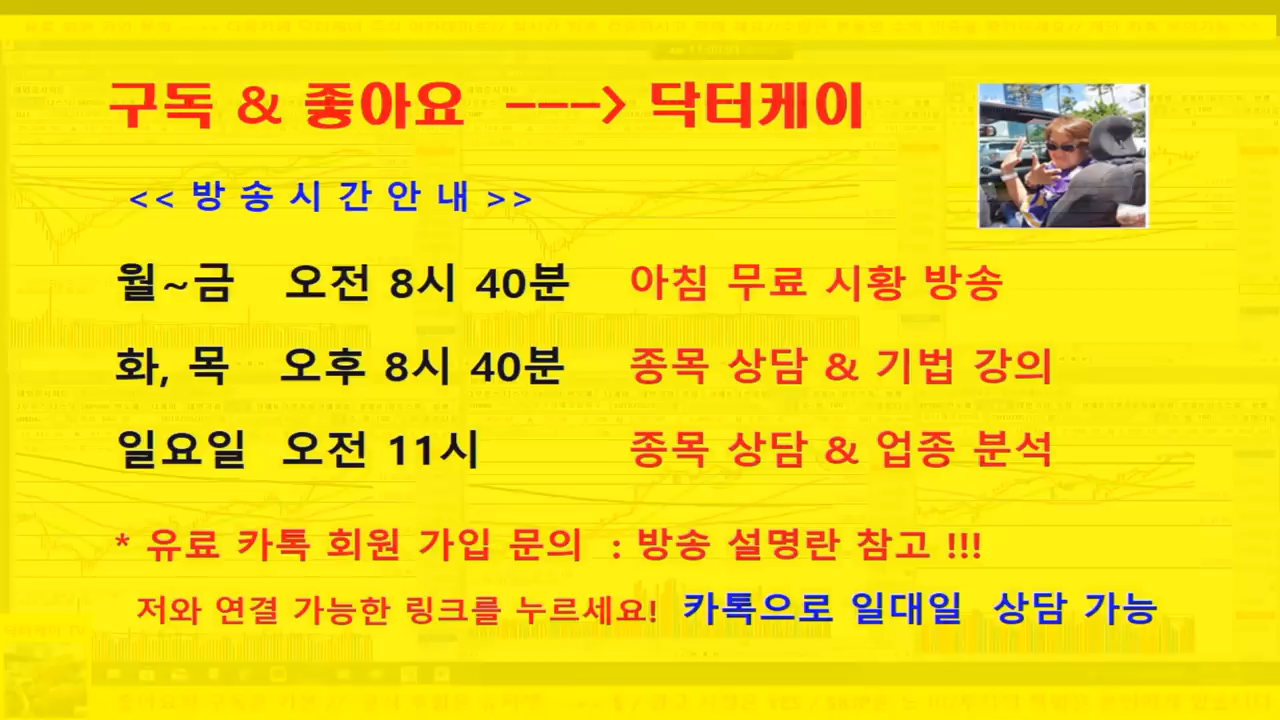 구독 & 좋아요 ---> 닥터케이
<< 방 송 시 간 안 내 >>
월~금 오전 8시 40분 아침 무료 시황 방송
화, 목 오후 8시 40분 종목 상담 & 기법 강의
일요일 오전 11시 종목 상담 & 업종 분석
* 유료 카톡 회원 가입 문의 : 방송 설명란 참고 !!!
저와 연결 가능한 링크를 누르세요! 카톡으로 일대일 상담 가능